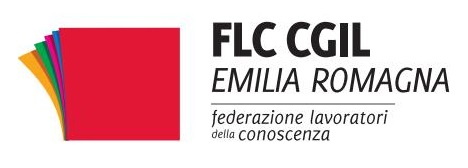 FLC CGIL
EMILIA ROMAGNA
federazione lavoratori
della conoscenza